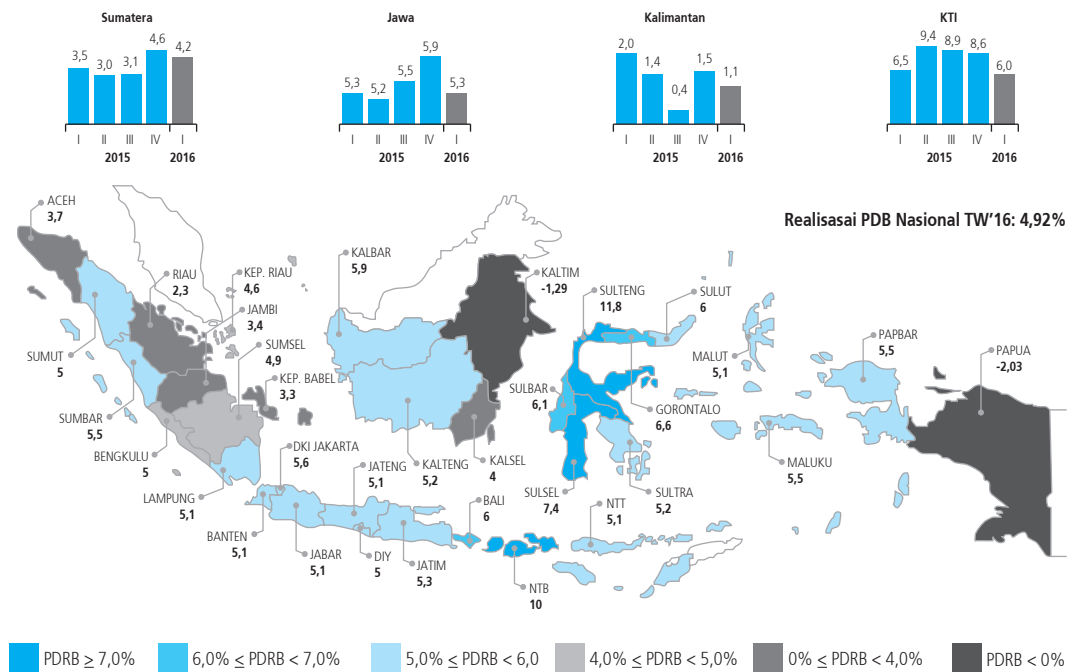 Sumatera
3,5
3,0
3,1
4,6
4,2
I
II
III
IV
I
2015
2016
Jawa
5,3
5,2
5,5
5,9
5,3
I
II
III
IV
I
2015
2016
Kalimantan
2,0
1,4
0,4
1,5
1,1
I
II
III
IV
I
2015
2016
KTI
6,5
9,4
8,9
8,6
6,0
I
II
III
IV
I
2015
2016
Realisasai PDB Nasional TW'16: 4,92%
ACEH
3,7
RIAU
2,3
KEP. RIAU
4,6
JAMBI
3,4
SUMSEL
4,9
KEP. BABEL
3,3
SUMUT
5
SUMBAR
5,5
BENGKULU
5
LAMPUNG
5,1
DKI JAKARTA
5,6
BANTEN
5,1
JABAR
5,1
JATENG
5,1
DIY
5
JATIM
5,3
KALBAR
5,9
KALTENG
5,2
KALSEL
4
KALTIM
-1,29
BALI
6
NTB
10
NTT
5,1
SULTENG
11,8
SULUT
6
SULBAR
6,1
GORONTALO
6,6
SULSEL
7,4
SULTRA
5,2
MALUT
5,1
MALUKU
5,5
PAPBAR
5,5
PAPUA
-2,03
PDRB ≥ 7,0%
6,0% ≤ PDRB < 7,0%
5,0% ≤ PDRB < 6,0
4,0% ≤ PDRB < 5,0%
0% ≤ PDRB < 4,0%
PDRB < 0%